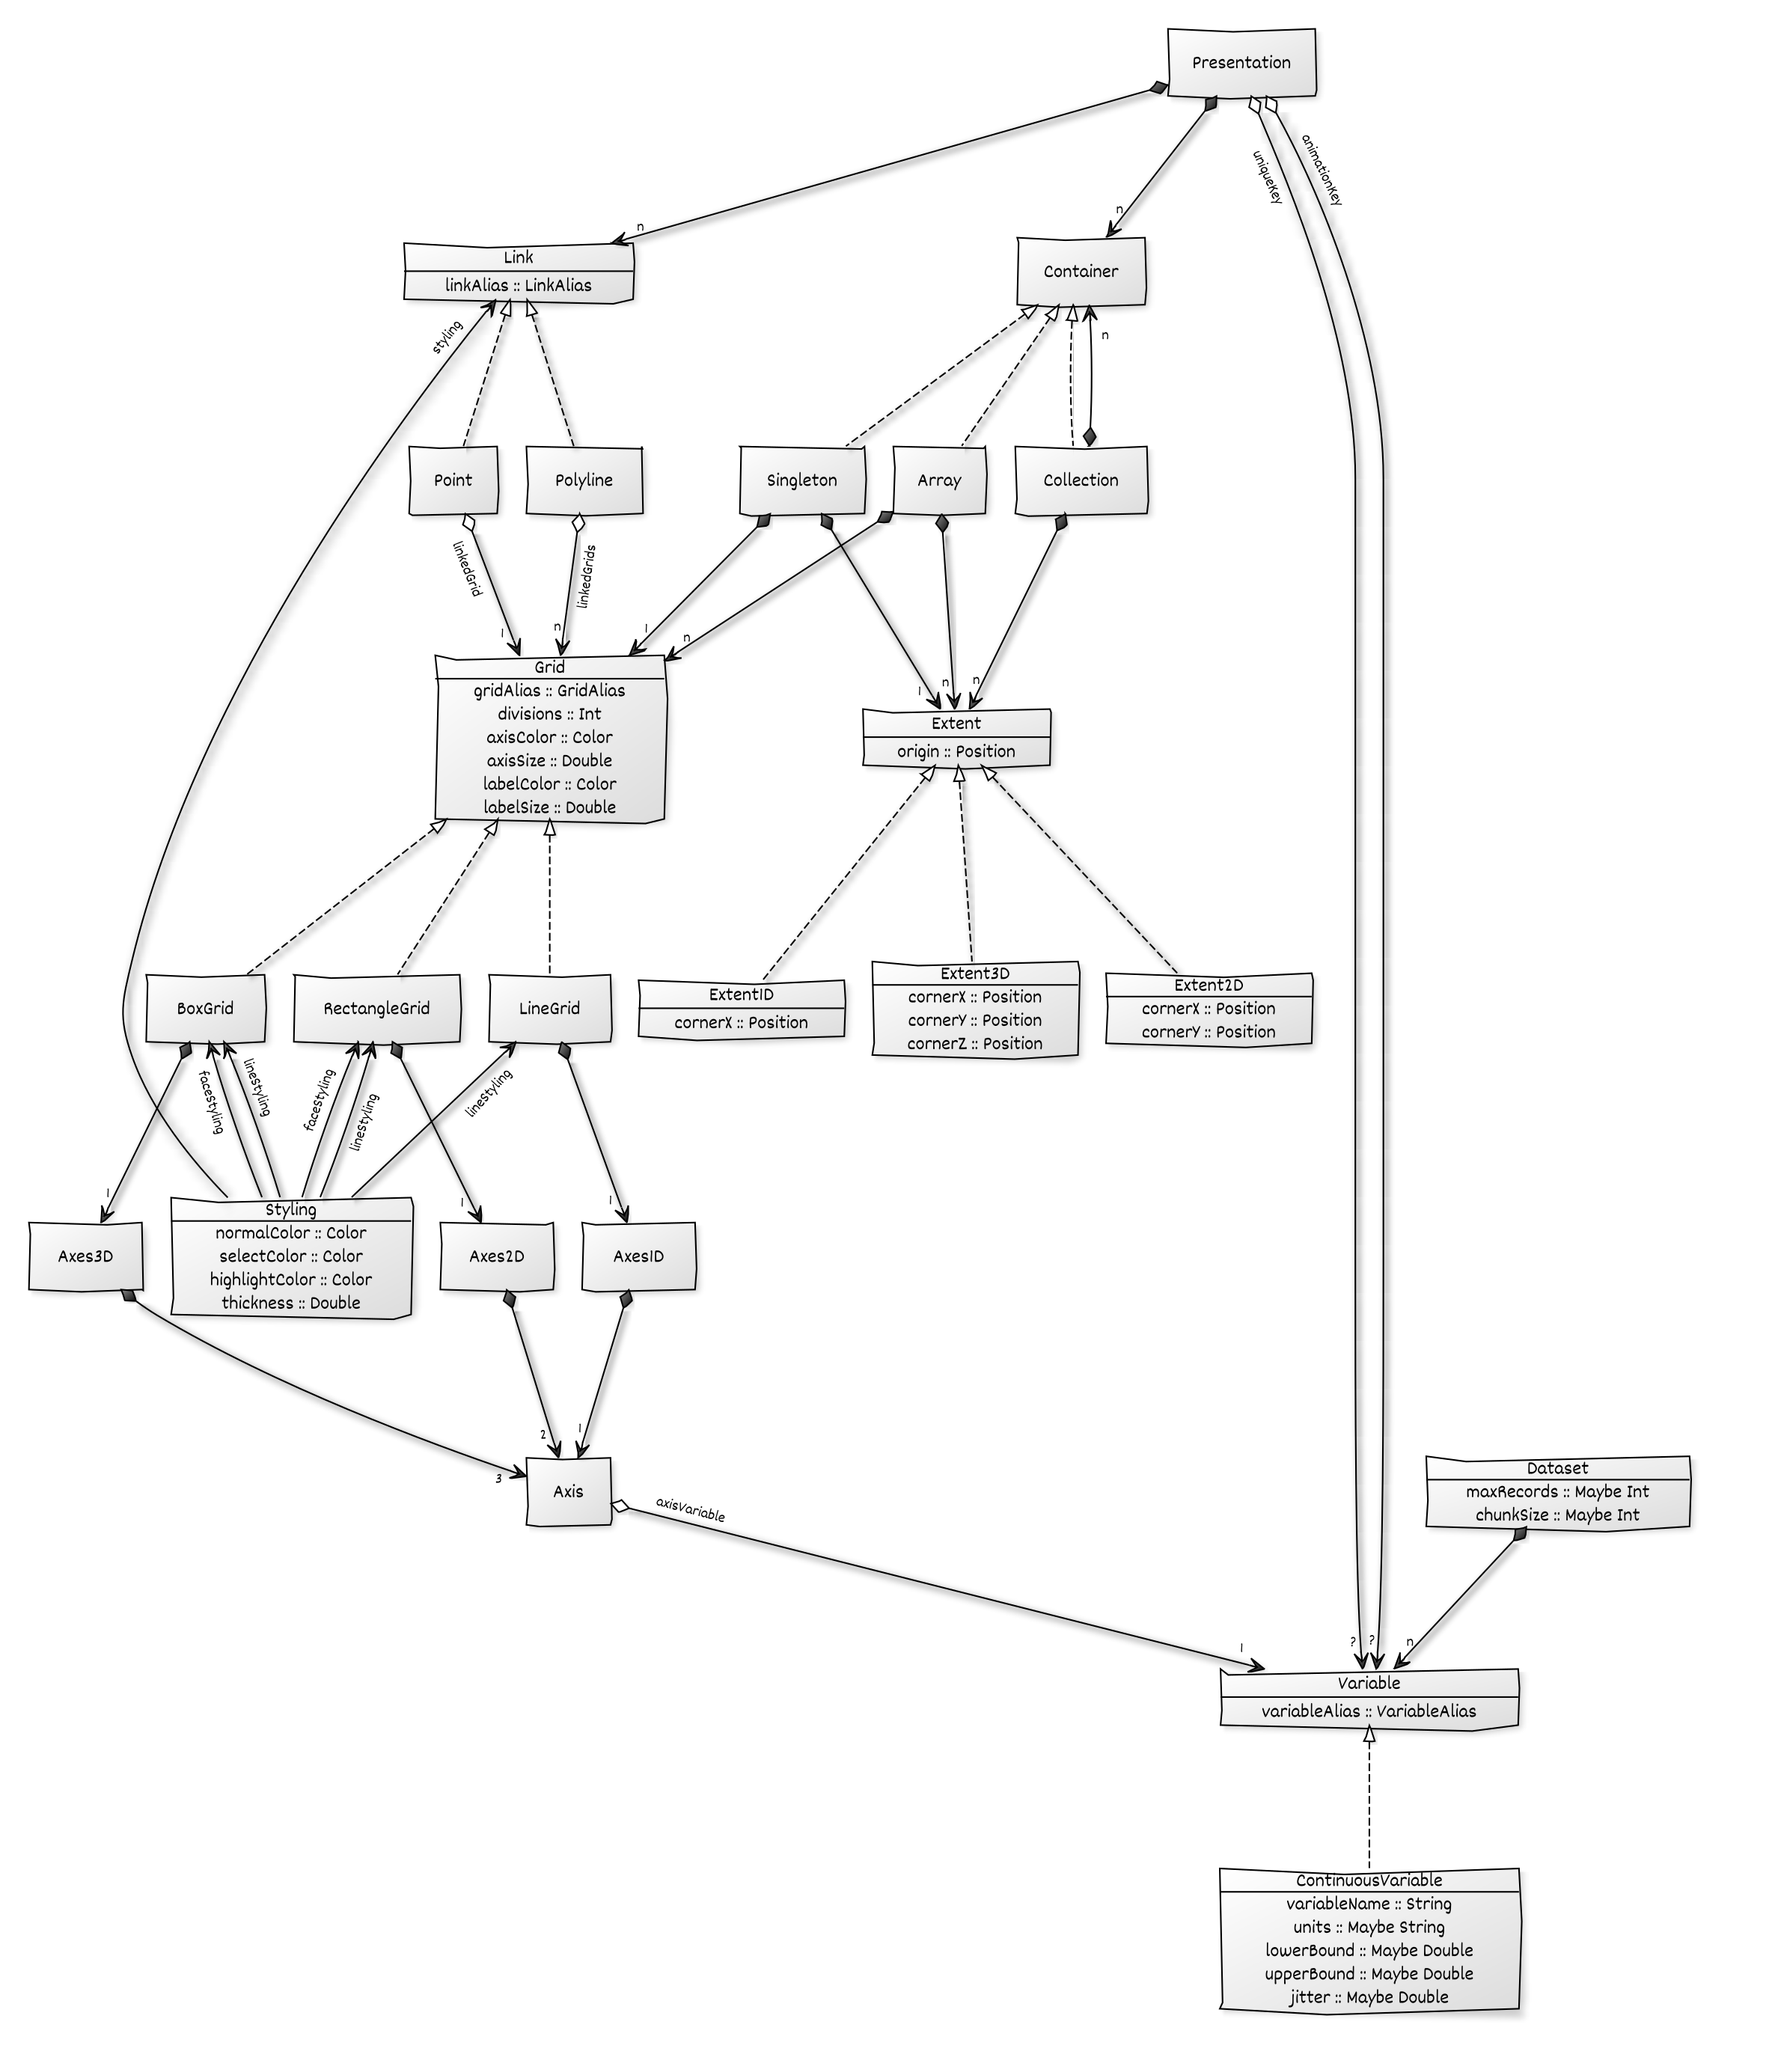 Presentation
animationKey
uniqueKey
n
n
Link
linkAlias :: LinkAlias
Container
styling
n
Point
Polyline
Singleton
Array
Collection
linkedGrid
linkedGrids
1
n
1
n
Grid
gridAlias :: GridAlias
divisions :: Int
axisColor :: Color
axisSize :: Double
labelColor :: Color
labelSize :: Double
1
n
n
Extent
origin :: Position
BoxGrid
RectangleGrid
LineGrid
Extent1D
cornerX :: Position
Extent3D
cornerX :: Position
cornerY :: Position
cornerZ :: Position
Extent2D
cornerX :: Position
cornerY :: Position
faceStyling
lineStyling
faceStyling
lineStyling
lineStyling
1
1
1
Axes3D
Styling
normalColor :: Color
selectColor :: Color
highlightColor :: Color
thickness :: Double
Axes2D
Axes1D
3
2
1
Axis
axisVariable
Dataset
maxRecords :: Maybe Int
chunkSize :: Maybe Int
1
?
?
n
Variable
variableAlias :: VariableAlias
ContinuousVariable
variableName :: String
units :: Maybe String
lowerBound :: Maybe Double
upperBound :: Maybe Double
jitter :: Maybe Double